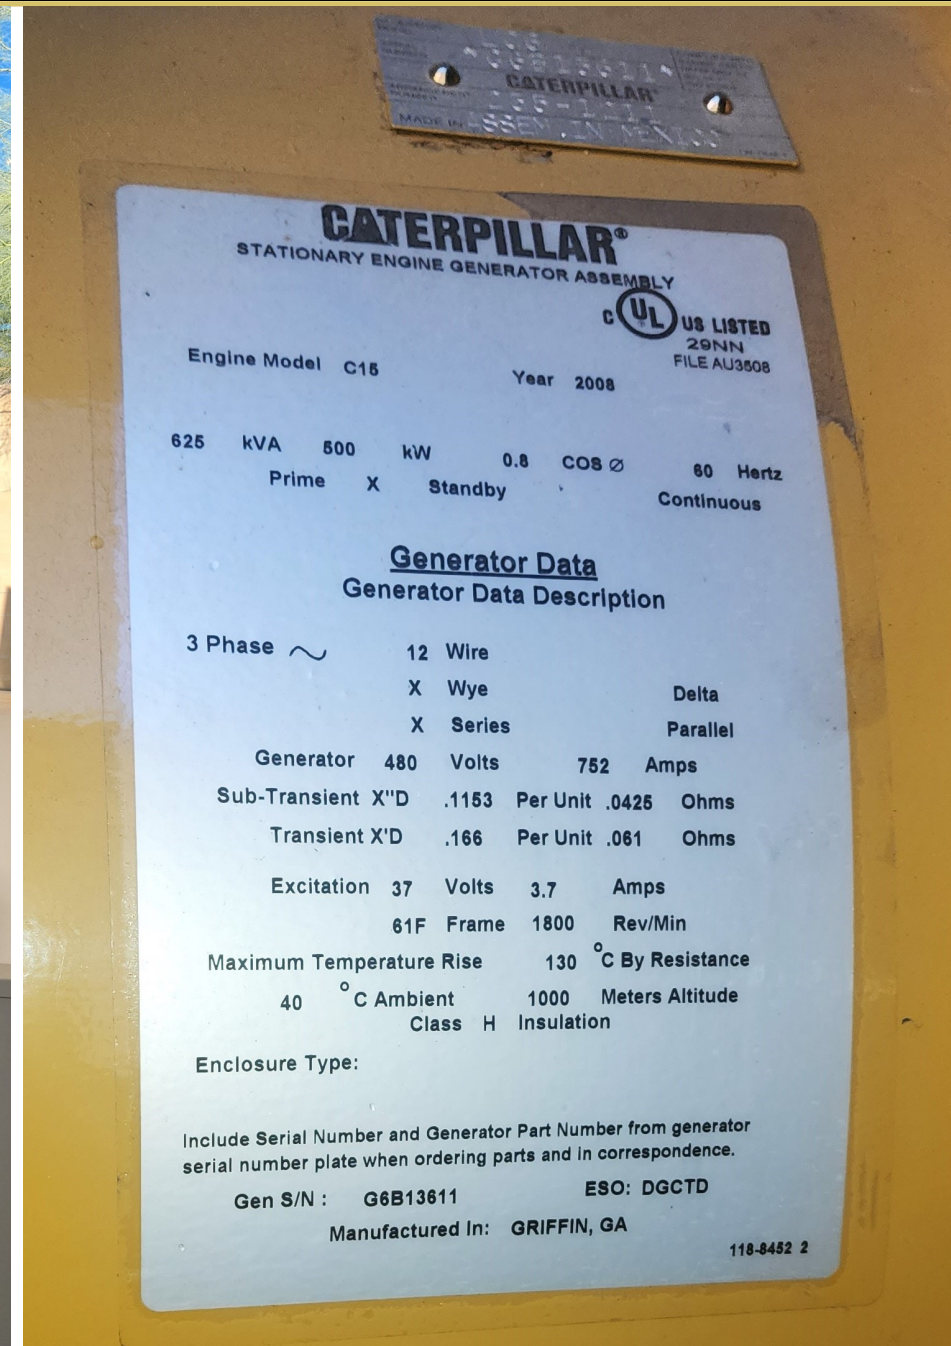 CATERPILLAR
MADE IN ASSEM .IN MEXICO
CATERPILLAR®
STATIONARY ENGINE GENERATOR ASSEMBLY
C UL US LISTED
29NN
FILE AU3508
Engine Model C15 Year 2008
625 kVA 500 kW 0.8 COS Ø 60 Hertz
Prime X Standby Continuous
Generator Data
Generator Data Description
3 Phase ~ 12 Wire
X Wye Delta
X Series Parallel
Generator 480 Volts 752 Amps
Sub-Transient X"D .1153 Per Unit .0425 Ohms
Transient X'D .166 Per Unit .061 Ohms
Excitation 37 Volts 3.7 Amps
61F Frame 1800 Rev/Min
Maximum Temperature Rise 130 °C By Resistance
40 °C Ambient 1000 Meters Altitude
Class H Insulation
Enclosure Type:
Include Serial Number and Generator Part Number from generator
serial number plate when ordering parts and in correspondence.
Gen S/N : G6B13611 ESO: DGCTD
Manufactured In: GRIFFIN, GA
118-8452 2